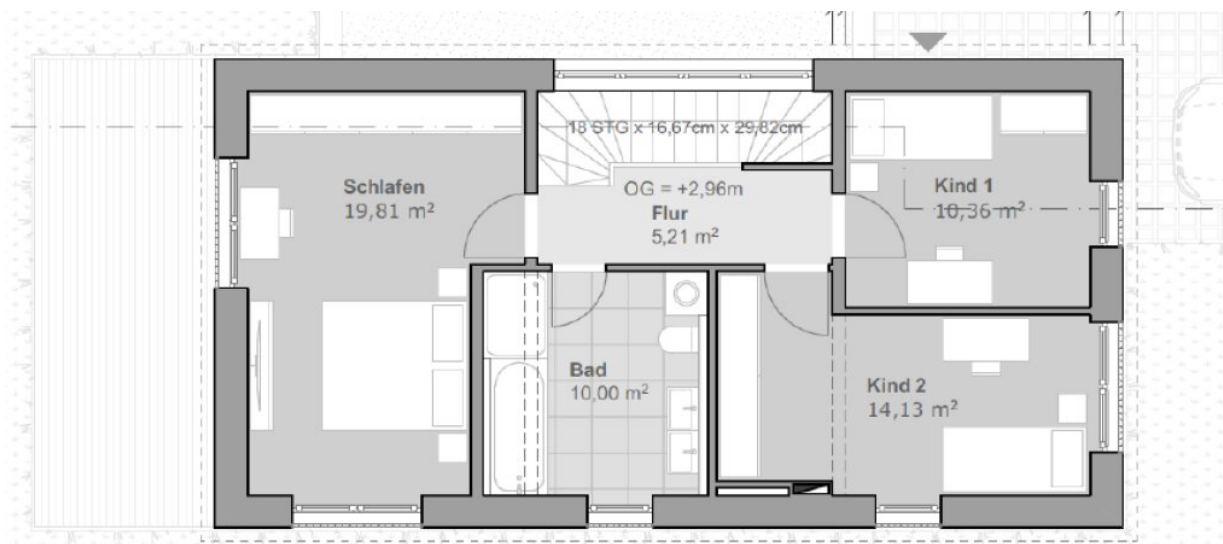 18 STG x 16,67cm x 29,82cm
Schlafen
19,81 m²
OG = +2,96m
Flur
5,21 m²
Kind 1
10,36 m²
Bad
10,00 m²
Kind 2
14,13 m²